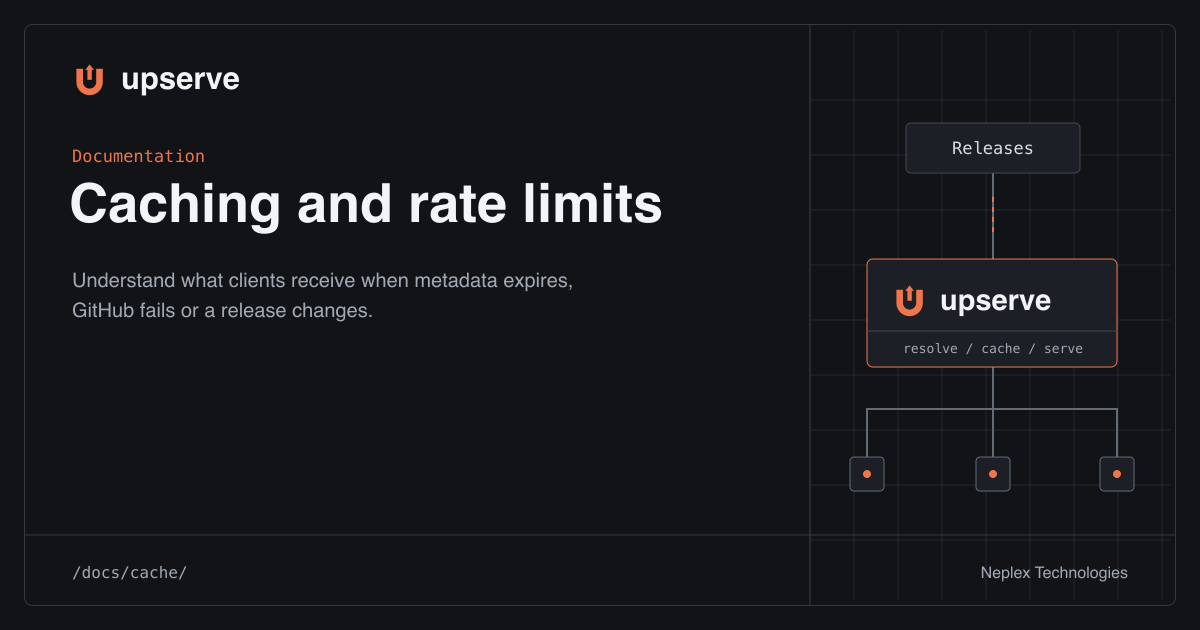 upserve
Documentation
Caching and rate limits
Understand what clients receive when metadata expires,
GitHub fails or a release changes.
/docs/cache/
Releases
upserve
resolve / cache / serve
Neplex Technologies